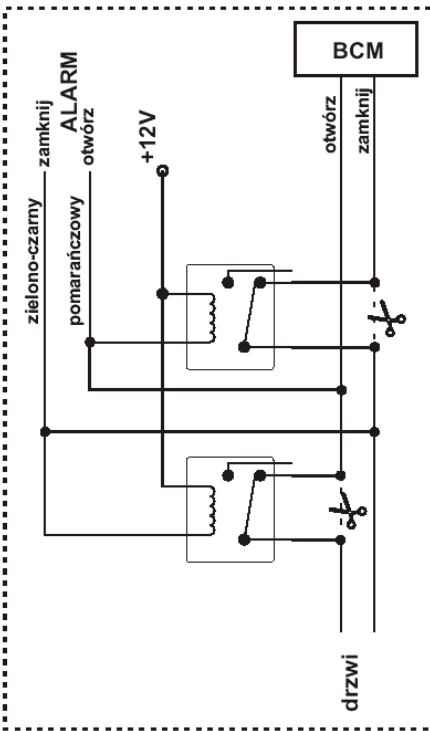 BCM
otwórz
zamknij
ALARM
zamknij
otwórz
+12V
zielono-czarny
pomarańczowy
drzwi